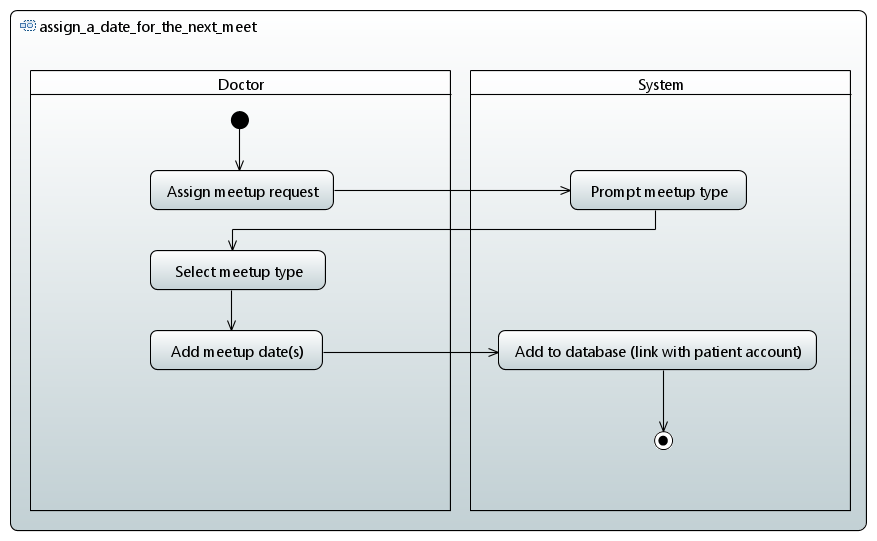 assign_a_date_for_the_next_meet
Doctor
System
Assign meetup request
Prompt meetup type
Select meetup type
Add meetup date(s)
Add to database (link with patient account)